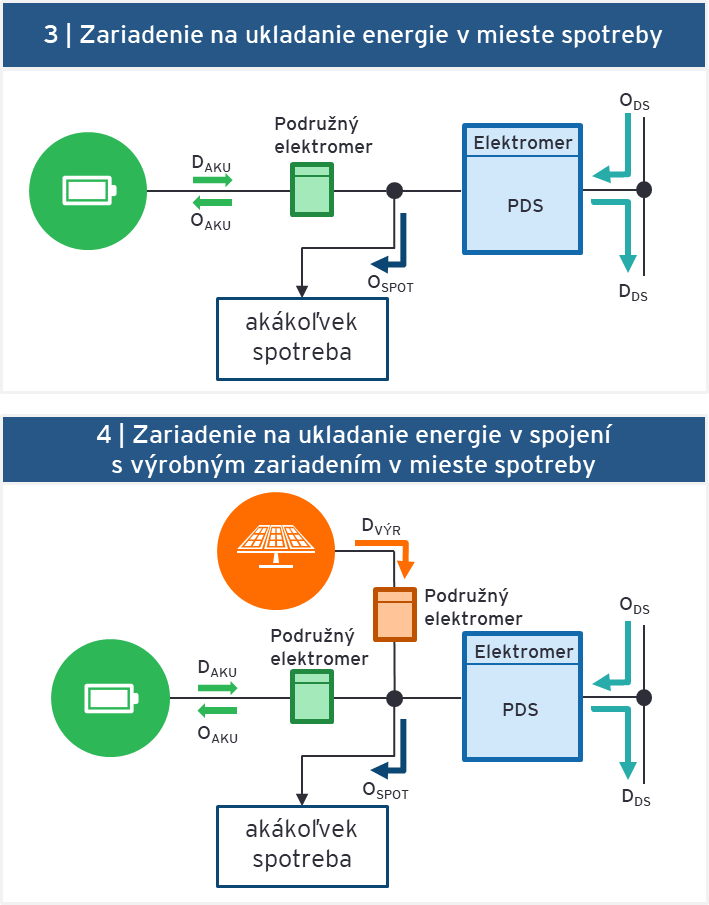 3 | Zariadenie na ukladanie energie v mieste spotreby
O_DS
Podružný
elektromer
Elektromer
D_AKU
O_AKU
PDS
O_SPOT
D_DS
akákoľvek
spotreba
4 | Zariadenie na ukladanie energie v spojení
s výrobným zariadením v mieste spotreby
D_VÝR
Podružný
elektromer
O_DS
Podružný
elektromer
Elektromer
D_AKU
O_AKU
PDS
O_SPOT
D_DS
akákoľvek
spotreba